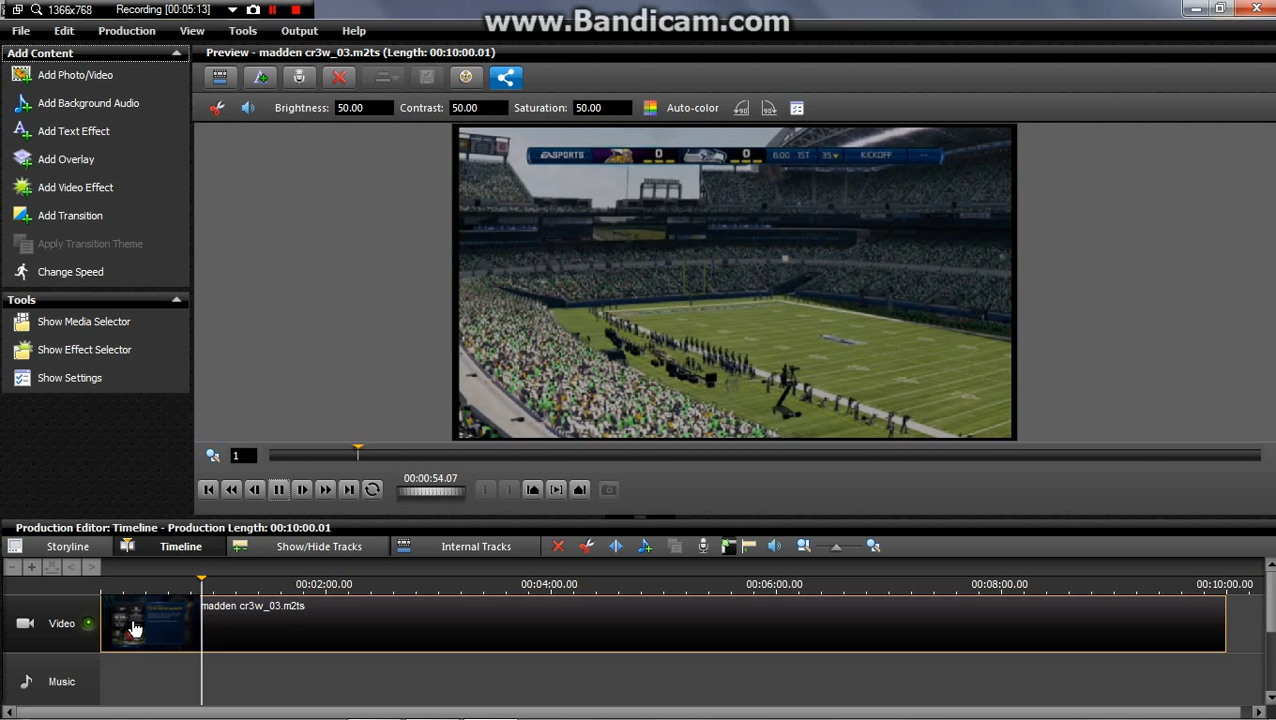 1366x768 Recording [00:05:13]
www.Bandicam.com
File Edit Production View Tools Output Help
Add Content
Preview - madden cr3w_03.m2ts (Length: 00:10:00.01)
Add Photo/Video
Brightness: 50.00 Contrast: 50.00 Saturation: 50.00 Auto-color
Add Background Audio
Add Text Effect
Add Overlay
Add Video Effect
Add Transition
Apply Transition Theme
Change Speed
Tools
Show Media Selector
Show Effect Selector
Show Settings
EA SPORTS 0 0 6:00 1ST 35 KICKOFF --
1
00:00:54.07
Production Editor: Timeline - Production Length: 00:10:00.01
Storyline Timeline Show/Hide Tracks Internal Tracks
00:02:00.00 00:04:00.00 00:06:00.00 00:08:00.00 00:10:00.00
madden cr3w_03.m2ts
Video
Music